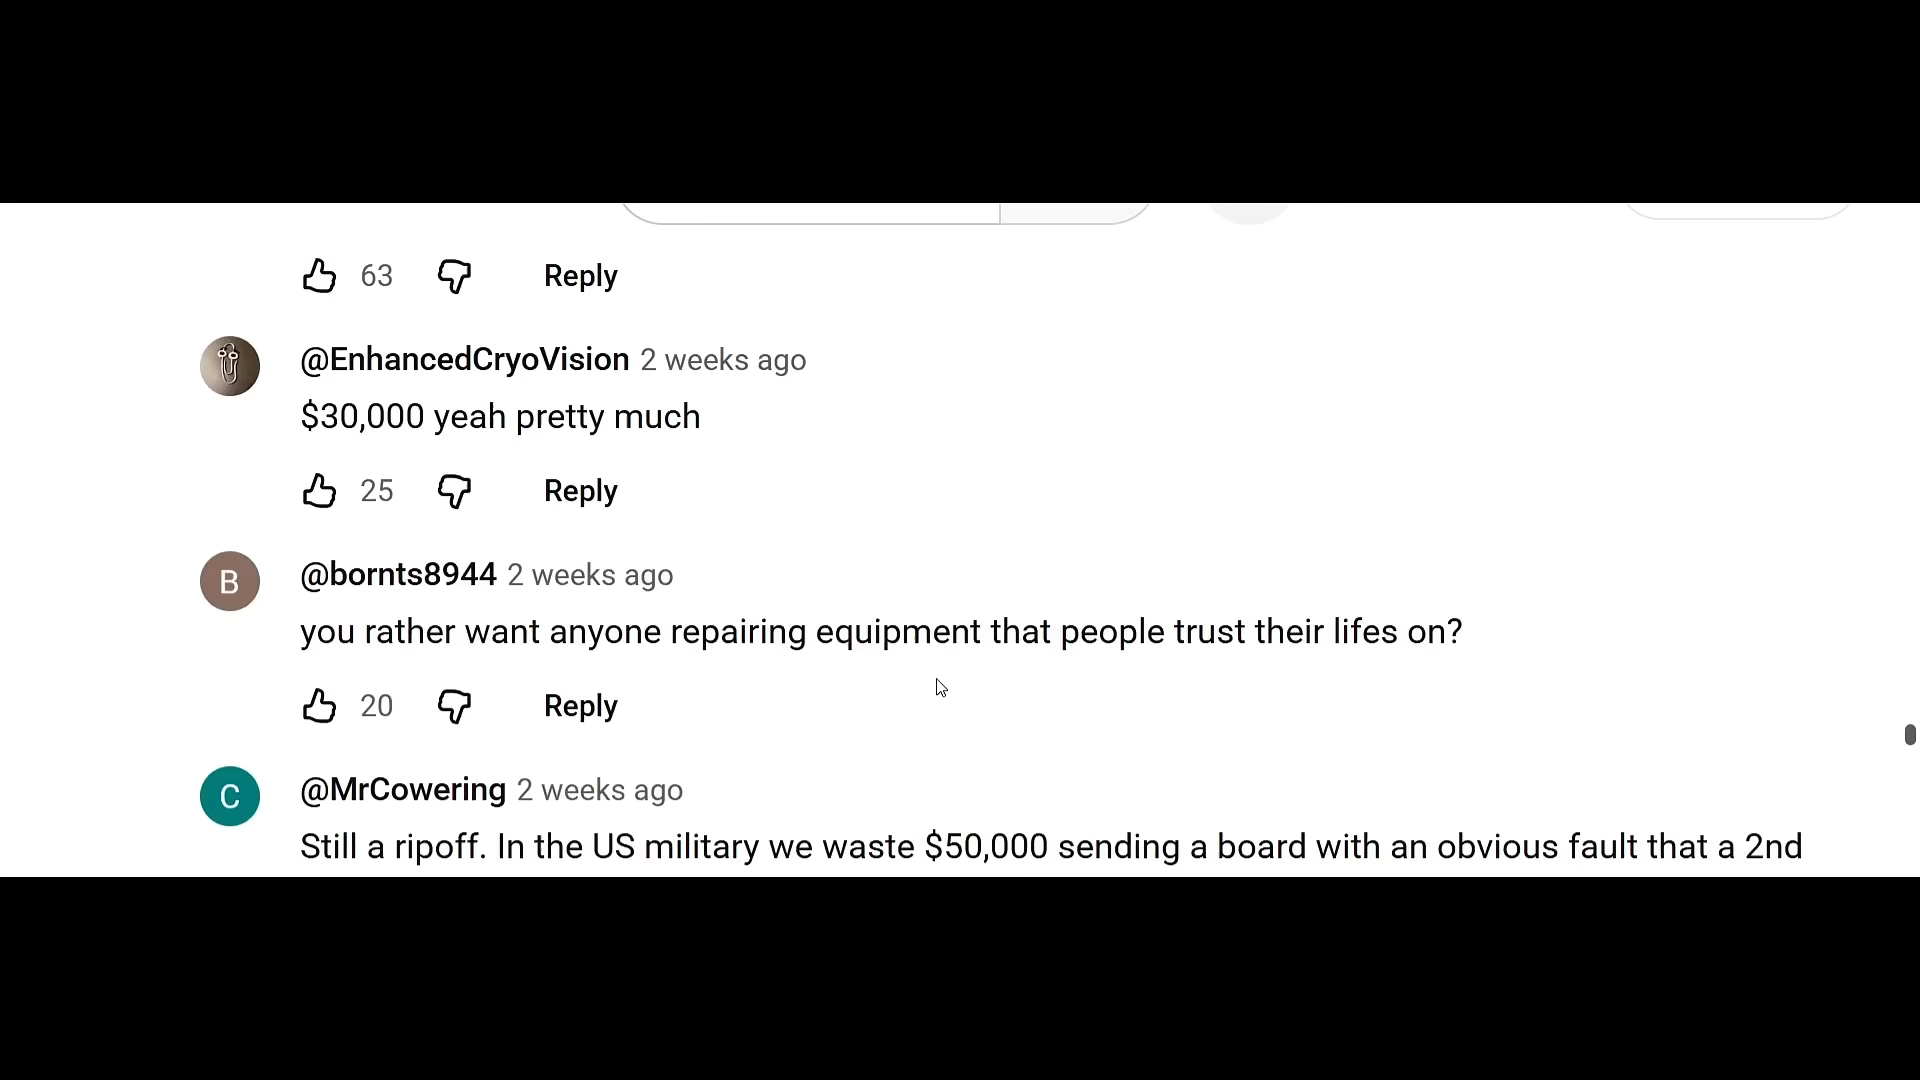 63 Reply
@EnhancedCryoVision 2 weeks ago
$30,000 yeah pretty much
25 Reply
B
@bornts8944 2 weeks ago
you rather want anyone repairing equipment that people trust their lifes on?
20 Reply
C
@MrCowering 2 weeks ago
Still a ripoff. In the US military we waste $50,000 sending a board with an obvious fault that a 2nd